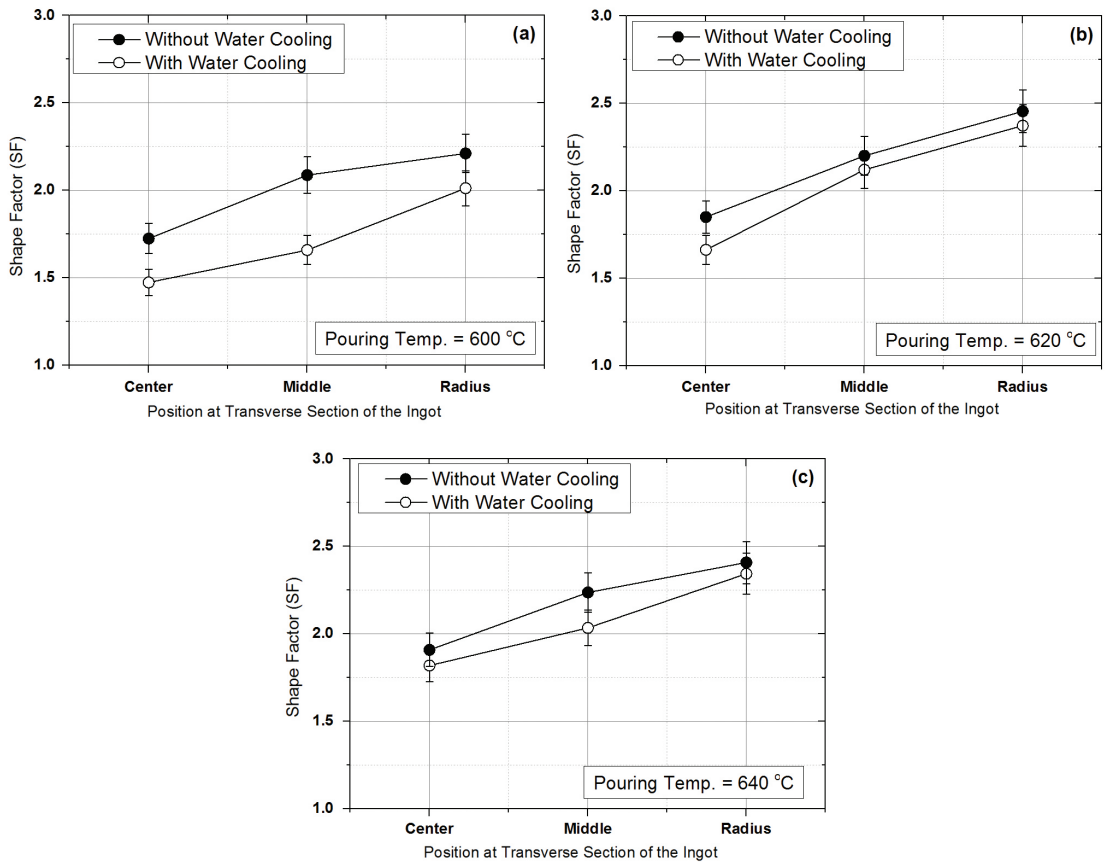 (a)
Without Water Cooling
With Water Cooling
3.0
2.5
2.0
1.5
1.0
Shape Factor (SF)
Pouring Temp. = 600 °C
Center Middle Radius
Position at Transverse Section of the Ingot
(b)
Without Water Cooling
With Water Cooling
3.0
2.5
2.0
1.5
1.0
Shape Factor (SF)
Pouring Temp. = 620 °C
Center Middle Radius
Position at Transverse Section of the Ingot
(c)
Without Water Cooling
With Water Cooling
3.0
2.5
2.0
1.5
1.0
Shape Factor (SF)
Pouring Temp. = 640 °C
Center Middle Radius
Position at Transverse Section of the Ingot